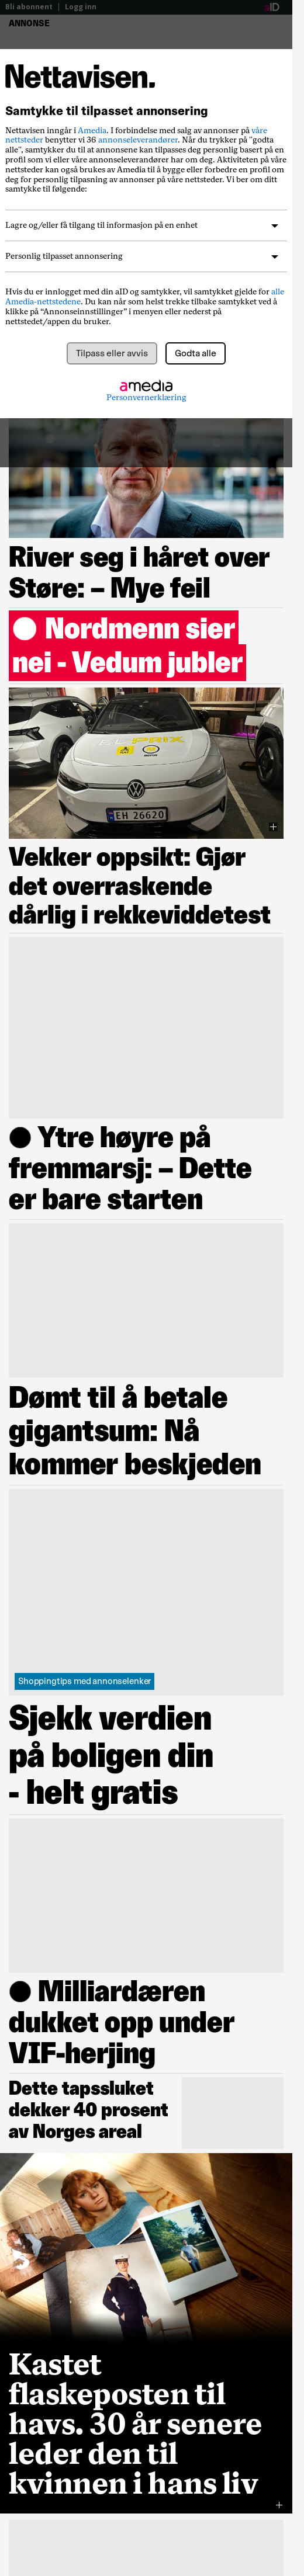 Bli abonnent | Logg inn
aID
ANNONSE
Nettavisen.
Samtykke til tilpasset annonsering
Nettavisen inngår i Amedia. I forbindelse med salg av annonser på våre
nettsteder benytter vi 36 annonseleverandører. Når du trykker på "godta
alle", samtykker du til at annonsene kan tilpasses deg personlig basert på en
profil som vi eller våre annonseleverandører har om deg. Aktiviteten på våre
nettsteder kan også brukes av Amedia til å bygge eller forbedre en profil om
deg for personlig tilpasning av annonser på våre nettsteder. Vi ber om ditt
samtykke til følgende:
Lagre og/eller få tilgang til informasjon på en enhet
Personlig tilpasset annonsering
Hvis du er innlogget med din aID og samtykker, vil samtykket gjelde for alle
Amedia-nettstedene. Du kan når som helst trekke tilbake samtykket ved å
klikke på “Annonseinnstillinger” i menyen eller nederst på
nettstedet/appen du bruker.
Tilpass eller avvis
Godta alle
amedia
Personvernerklæring
River seg i håret over
Støre: – Mye feil
Nordmenn sier
nei - Vedum jubler
PRIX
EH 26620
Vekker oppsikt: Gjør
det overraskende
dårlig i rekkeviddetest
Ytre høyre på
fremmarsj: – Dette
er bare starten
Dømt til å betale
gigantsum: Nå
kommer beskjeden
Shoppingtips med annonselenker
Sjekk verdien
på boligen din
- helt gratis
Milliardæren
dukket opp under
VIF-herjing
Dette tapssluket
dekker 40 prosent
av Norges areal
Kastet
flaskeposten til
havs. 30 år senere
leder den til
kvinnen i hans liv